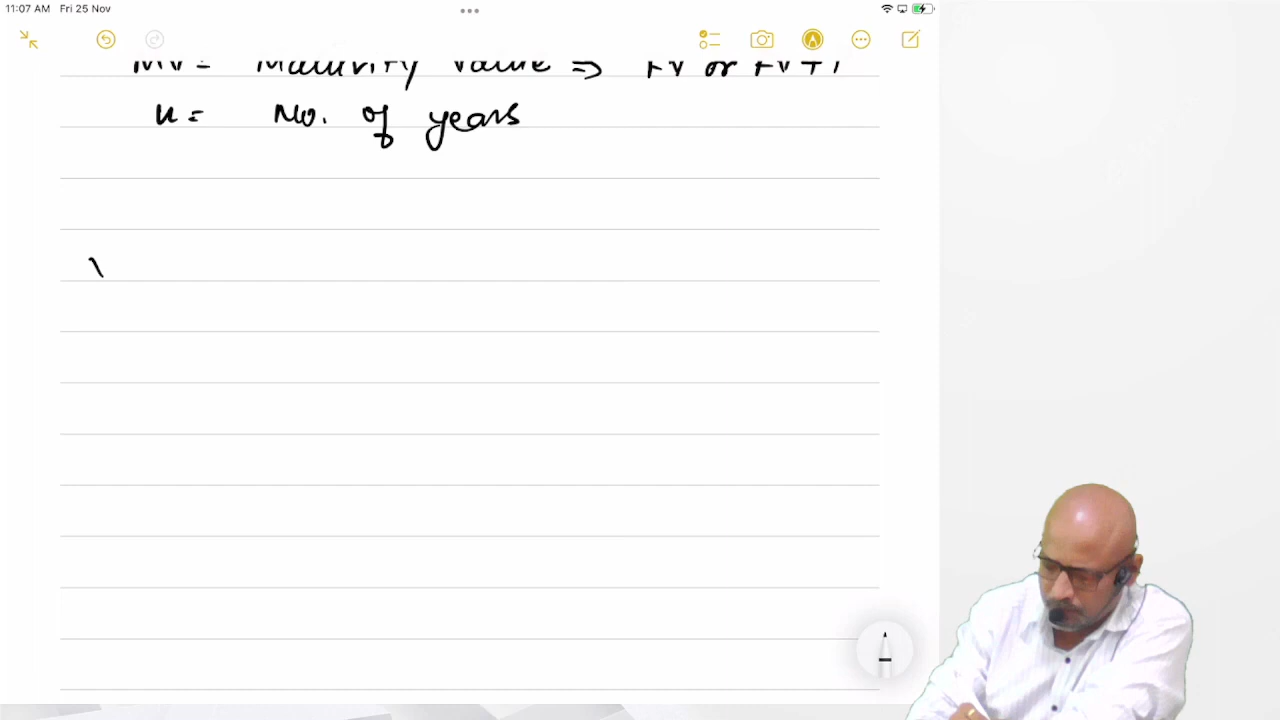 11:07 AM Fri 25 Nov
MV = Maturity Value ⇒ FV or FV +
n = No. of years